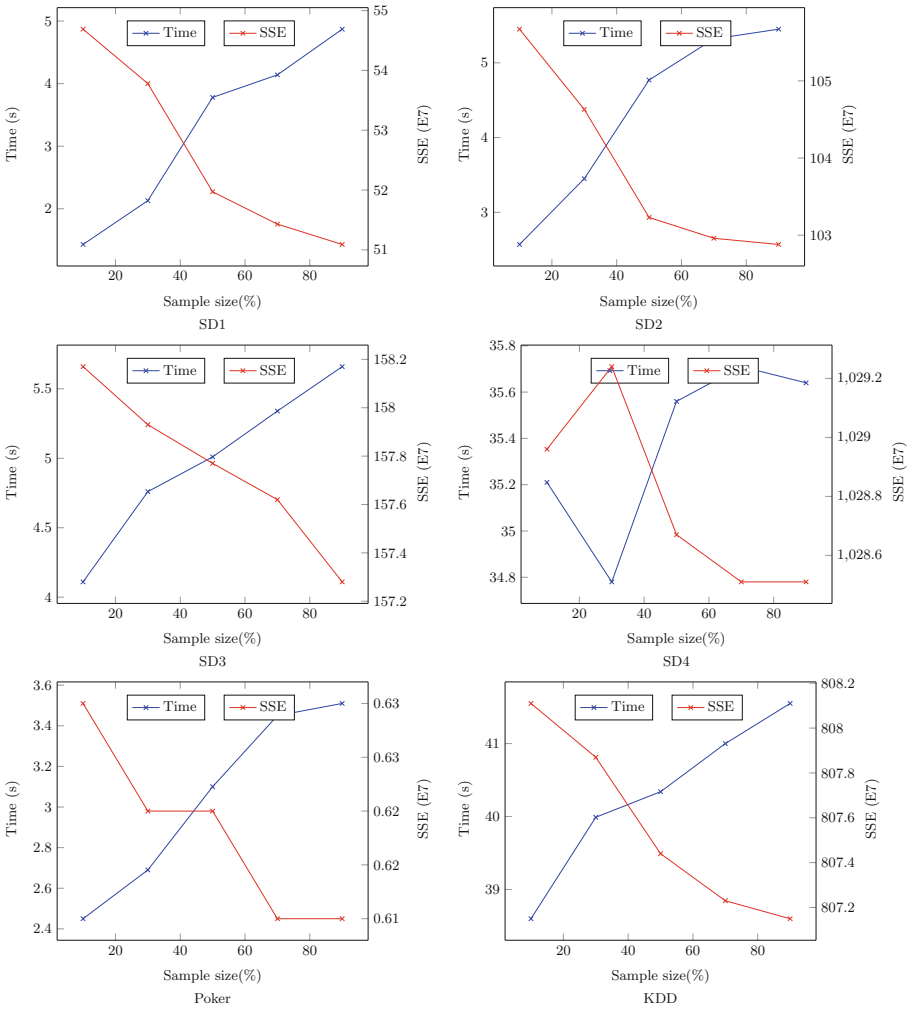 Time SSE
Time (s)
5
4
3
2
SSE (E7)
55
54
53
52
51
20 40 60 80
Sample size(%)
SD1
Time SSE
Time (s)
5
4
3
SSE (E7)
105
104
103
20 40 60 80
Sample size(%)
SD2
Time SSE
Time (s)
5.5
5
4.5
4
SSE (E7)
158.2
158
157.8
157.6
157.4
157.2
20 40 60 80
Sample size(%)
SD3
Time SSE
Time (s)
35.8
35.6
35.4
35.2
35
34.8
SSE (E7)
1,029.2
1,029
1,028.8
1,028.6
20 40 60 80
Sample size(%)
SD4
Time SSE
Time (s)
3.6
3.4
3.2
3
2.8
2.6
2.4
SSE (E7)
0.63
0.63
0.62
0.62
0.61
20 40 60 80
Sample size(%)
Poker
Time SSE
Time (s)
41
40
39
SSE (E7)
808.2
808
807.8
807.6
807.4
807.2
20 40 60 80
Sample size(%)
KDD